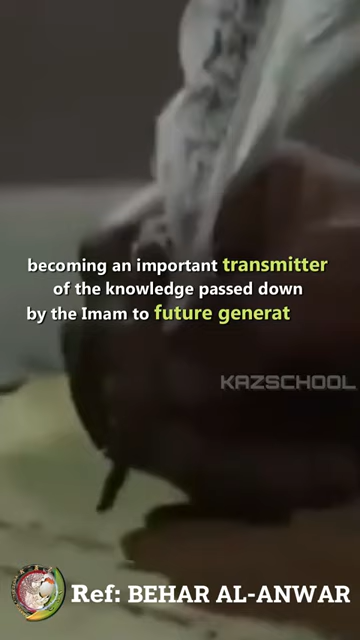 becoming an important transmitter
of the knowledge passed down
by the Imam to future generat
KAZSCHOOL
Ref: BEHAR AL-ANWAR